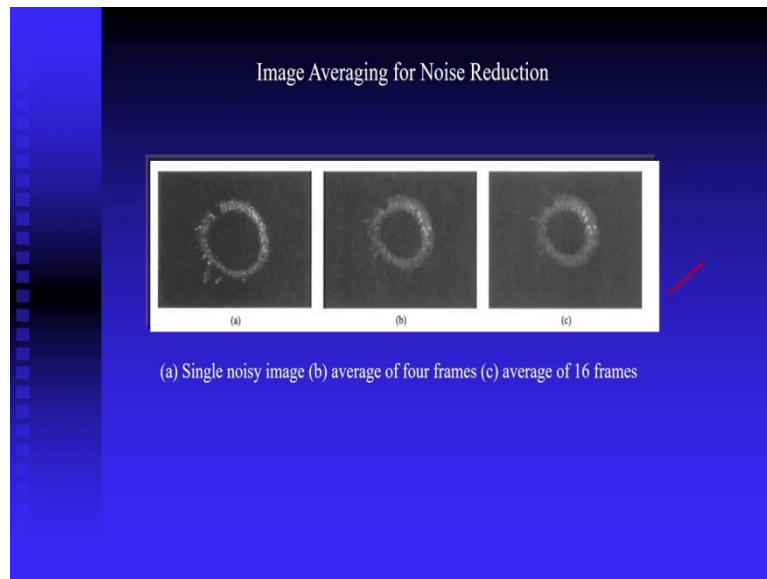 Image Averaging for Noise Reduction
(a) (b) (c)
(a) Single noisy image (b) average of four frames (c) average of 16 frames